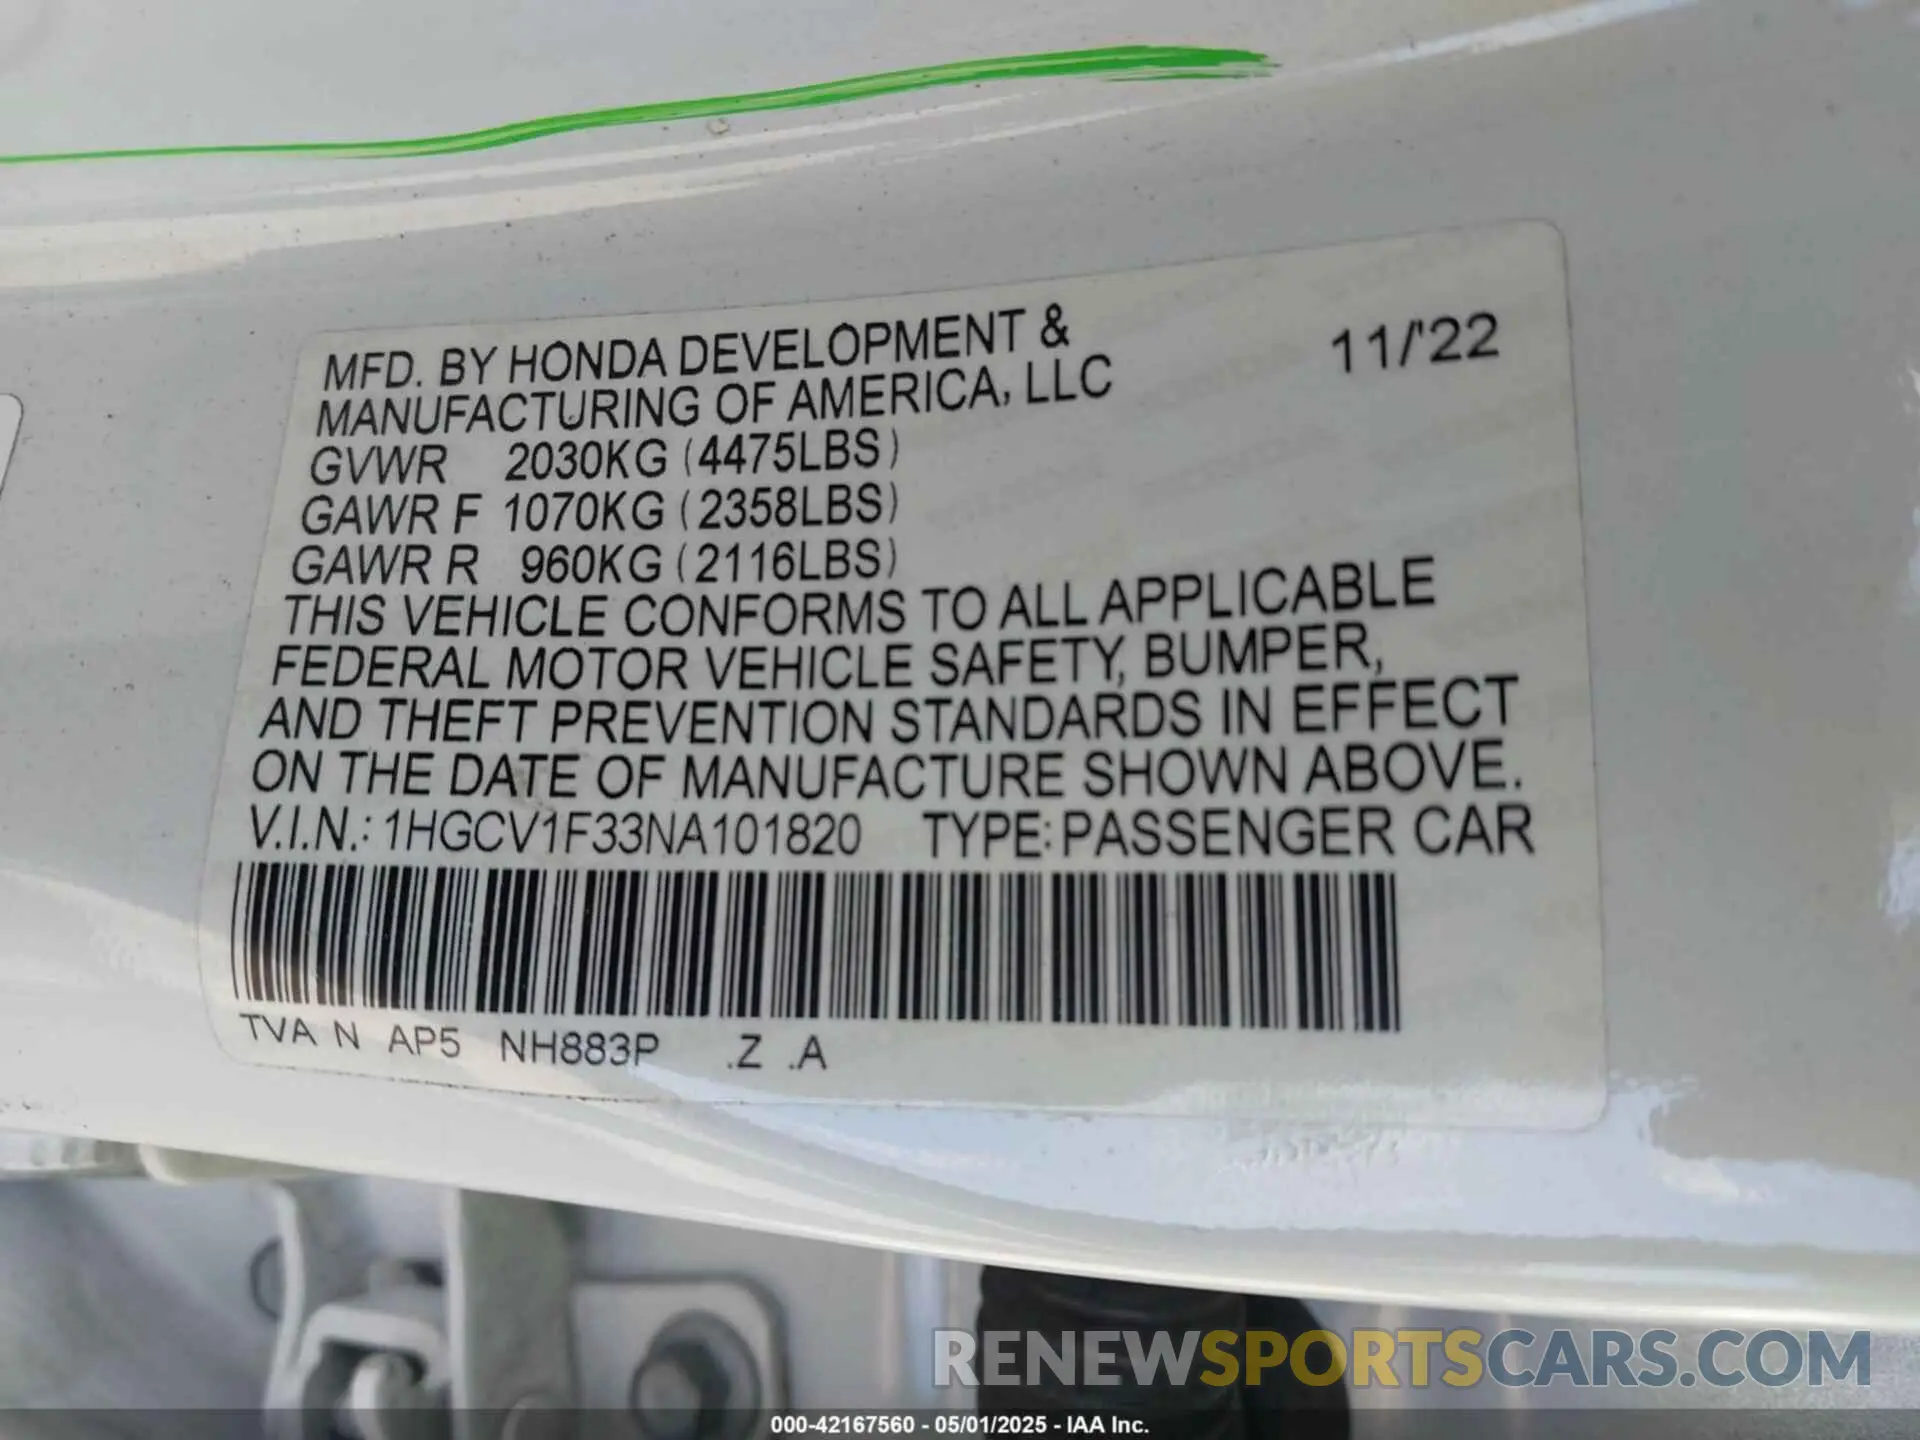 MFD. BY HONDA DEVELOPMENT & 11/'22
MANUFACTURING OF AMERICA, LLC
GVWR 2030KG (4475LBS)
GAWR F 1070KG (2358LBS)
GAWR R 960KG (2116LBS)
THIS VEHICLE CONFORMS TO ALL APPLICABLE
FEDERAL MOTOR VEHICLE SAFETY, BUMPER,
AND THEFT PREVENTION STANDARDS IN EFFECT
ON THE DATE OF MANUFACTURE SHOWN ABOVE.
V.I.N.: 1HGCV1F33NA101820 TYPE: PASSENGER CAR
TVA N AP5 NH883P .Z .A
RENEWSPORTSCARS.COM
000-42167560 - 05/01/2025 - IAA Inc.